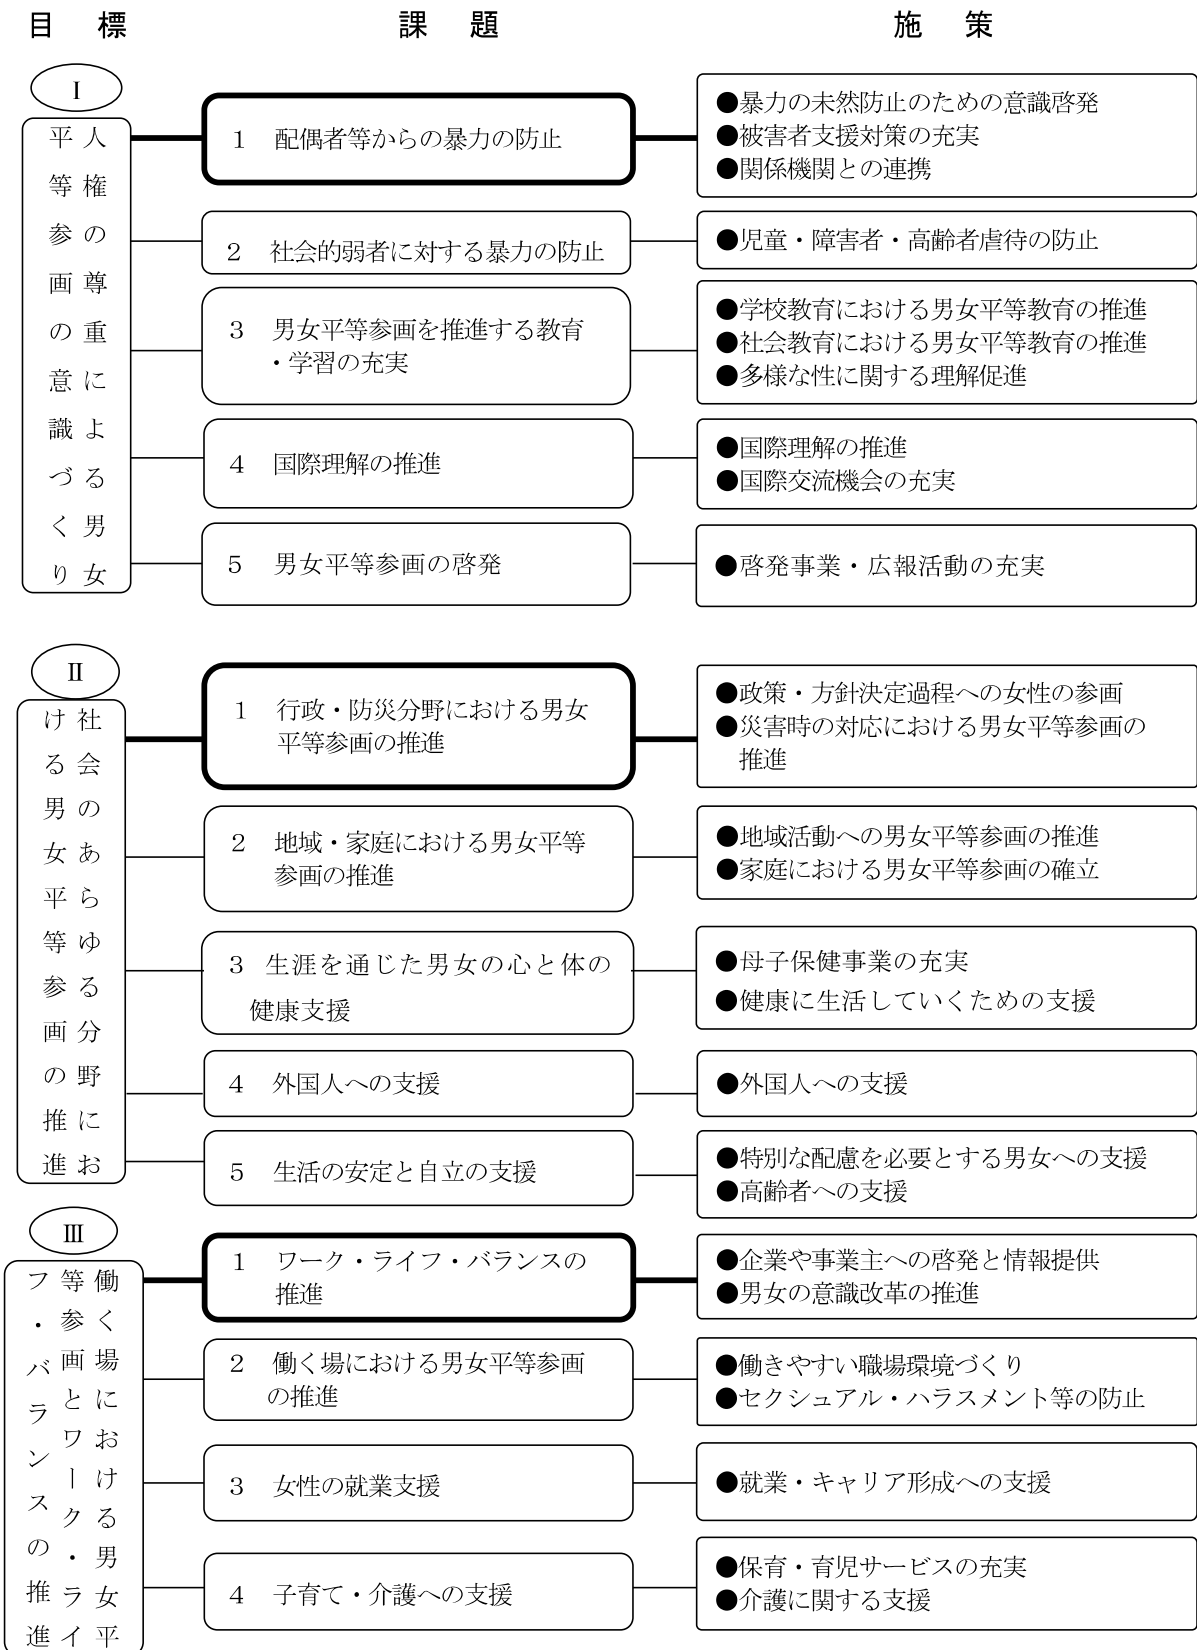 目 標 課 題 施 策
Ⅰ
人権の尊重による男女
平等参画の意識づくり
1 配偶者等からの暴力の防止
●暴力の未然防止のための意識啓発
●被害者支援対策の充実
●関係機関との連携
2 社会的弱者に対する暴力の防止
●児童・障害者・高齢者虐待の防止
3 男女平等参画を推進する教育
・学習の充実
●学校教育における男女平等教育の推進
●社会教育における男女平等教育の推進
●多様な性に関する理解促進
4 国際理解の推進
●国際理解の推進
●国際交流機会の充実
5 男女平等参画の啓発
●啓発事業・広報活動の充実
Ⅱ
社会のあらゆる分野にお
ける男女平等参画の推進
1 行政・防災分野における男女
平等参画の推進
●政策・方針決定過程への女性の参画
●災害時の対応における男女平等参画の
推進
2 地域・家庭における男女平等
参画の推進
●地域活動への男女平等参画の推進
●家庭における男女平等参画の確立
3 生涯を通じた男女の心と体の
健康支援
●母子保健事業の充実
●健康に生活していくための支援
4 外国人への支援
●外国人への支援
5 生活の安定と自立の支援
●特別な配慮を必要とする男女への支援
●高齢者への支援
Ⅲ
働く場における男女平
等参画とワーク・ライ
フ・バランスの推進
1 ワーク・ライフ・バランスの
推進
●企業や事業主への啓発と情報提供
●男女の意識改革の推進
2 働く場における男女平等参画
の推進
●働きやすい職場環境づくり
●セクシュアル・ハラスメント等の防止
3 女性の就業支援
●就業・キャリア形成への支援
4 子育て・介護への支援
●保育・育児サービスの充実
●介護に関する支援